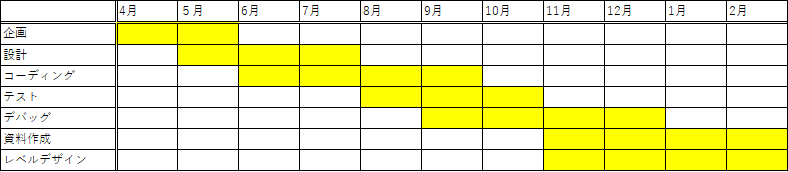 4月 ５月 6月 7月 8月 9月 10月 11月 12月 1月 2月
企画
設計
コーディング
テスト
デバッグ
資料作成
レベルデザイン